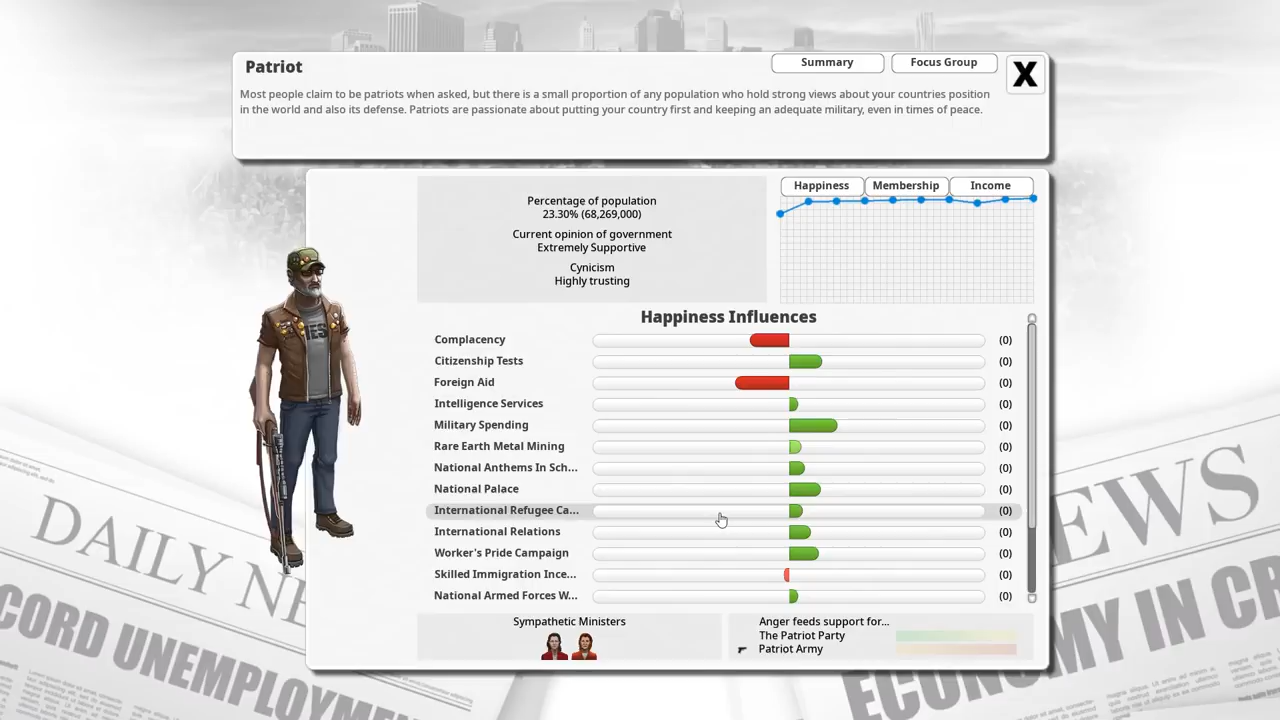 Patriot
Summary
Focus Group
X
Most people claim to be patriots when asked, but there is a small proportion of any population who hold strong views about your countries position
in the world and also its defense. Patriots are passionate about putting your country first and keeping an adequate military, even in times of peace.
Percentage of population
23.30% (68,269,000)
Current opinion of government
Extremely Supportive
Cynicism
Highly trusting
Happiness
Membership
Income
Happiness Influences
Complacency (0)
Citizenship Tests (0)
Foreign Aid (0)
Intelligence Services (0)
Military Spending (0)
Rare Earth Metal Mining (0)
National Anthems In Sch... (0)
National Palace (0)
International Refugee Ca... (0)
International Relations (0)
Worker's Pride Campaign (0)
Skilled Immigration Ince... (0)
National Armed Forces W... (0)
Sympathetic Ministers
Anger feeds support for...
The Patriot Party
Patriot Army
DAILY NE
CORD UNEMPLOYM
EWS
ECONOMY IN CR